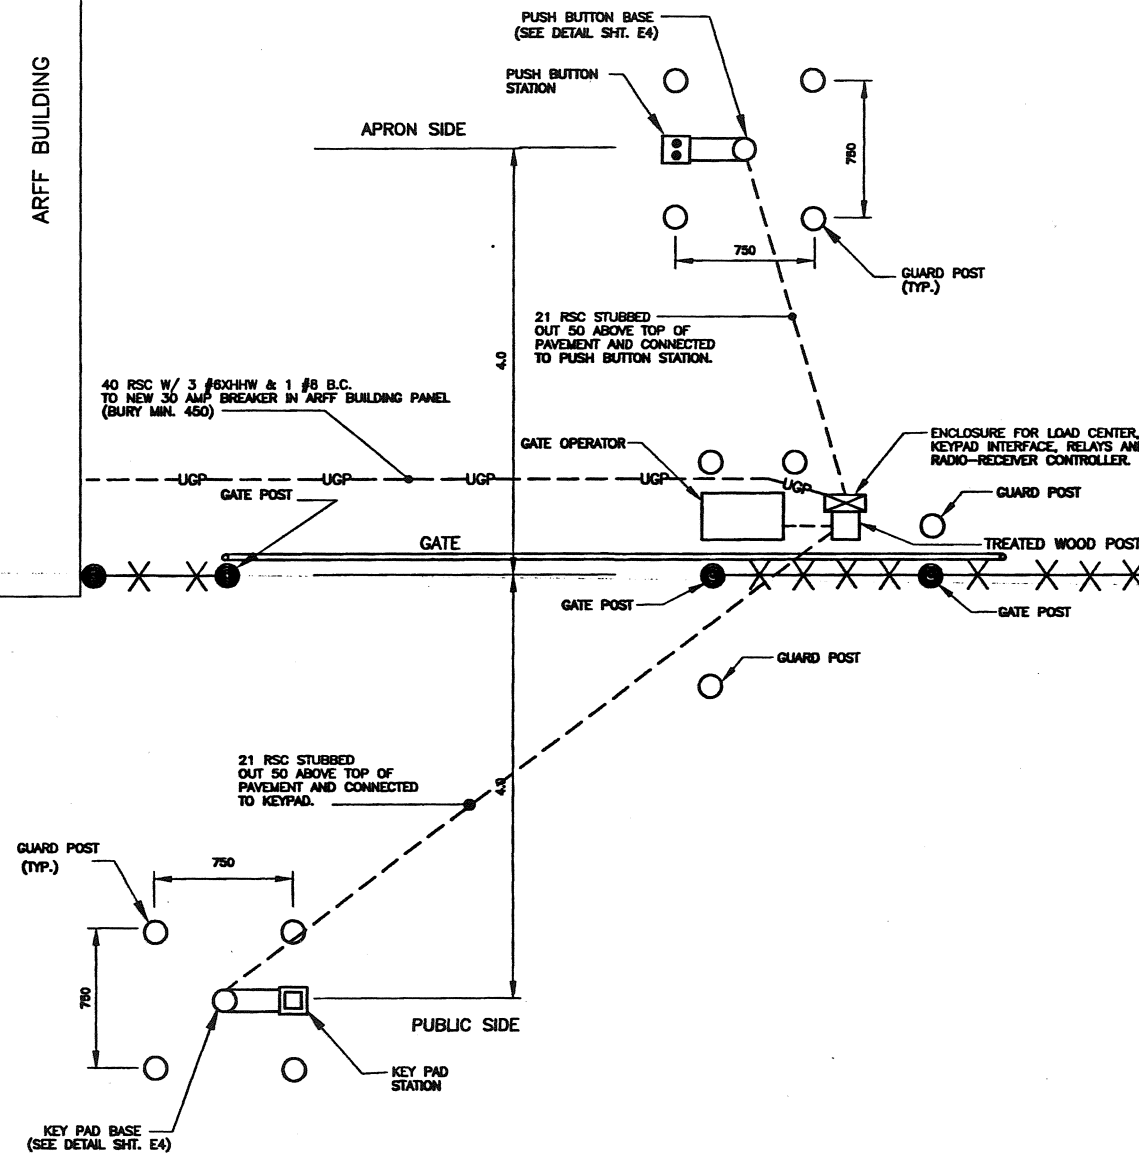 PUSH BUTTON BASE
(SEE DETAIL SHT. E4)
PUSH BUTTON
STATION
ARFF BUILDING
APRON SIDE
750
750
GUARD POST
(TYP.)
21 RSC STUBBED
OUT 50 ABOVE TOP OF
PAVEMENT AND CONNECTED
TO PUSH BUTTON STATION.
4.0
40 RSC W/ 3 #6XHHW & 1 #8 B.C.
TO NEW 30 AMP BREAKER IN ARFF BUILDING PANEL
(BURY MIN. 450)
GATE OPERATOR
ENCLOSURE FOR LOAD CENTER,
KEYPAD INTERFACE, RELAYS AND
RADIO-RECEIVER CONTROLLER.
UGP
UGP
UGP
UGP
UGP
GATE POST
GUARD POST
GATE
TREATED WOOD POST
GATE POST
GATE POST
GUARD POST
21 RSC STUBBED
OUT 50 ABOVE TOP OF
PAVEMENT AND CONNECTED
TO KEYPAD.
4.0
GUARD POST
(TYP.)
750
750
PUBLIC SIDE
KEY PAD
STATION
KEY PAD BASE
(SEE DETAIL SHT. E4)